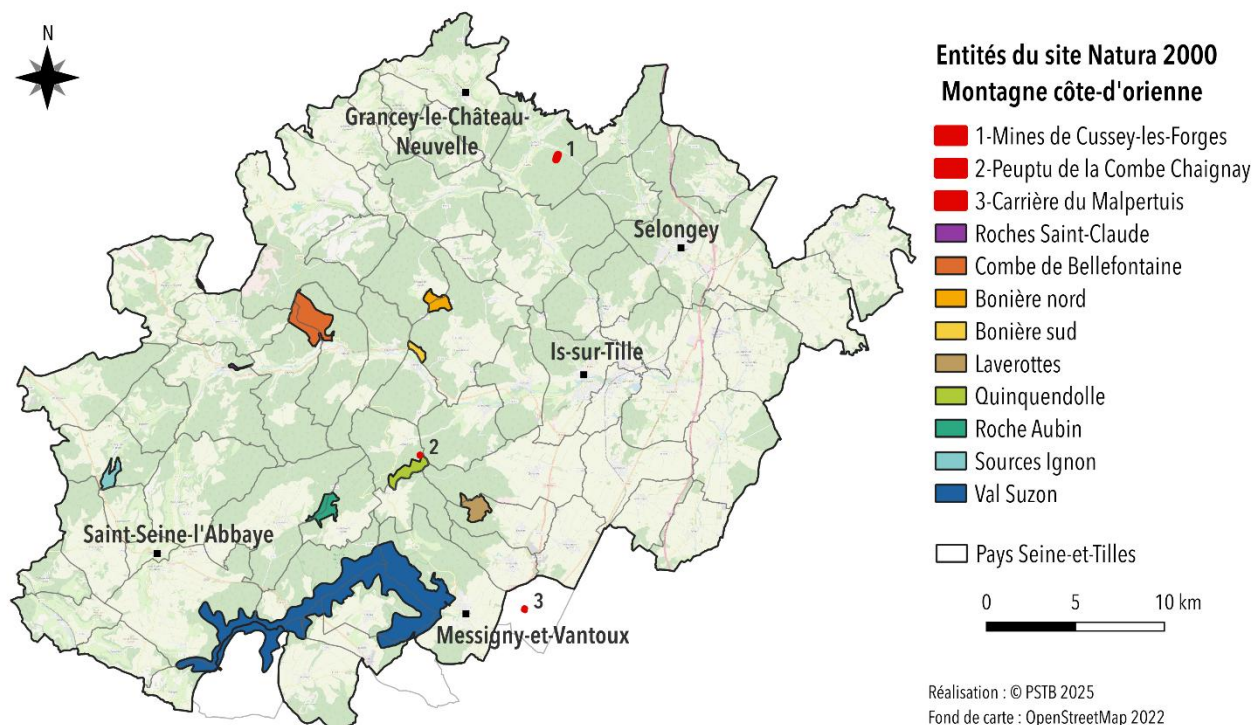 N
Grancey-le-Château-
Neuvelle
1
Selongey
Is-sur-Tille
2
Saint-Seine-l'Abbaye
3
Messigny-et-Vantoux
Entités du site Natura 2000
Montagne côte-d'orienne
1-Mines de Cussey-les-Forges
2-Peuptu de la Combe Chaignay
3-Carrière du Malpertuis
Roches Saint-Claude
Combe de Bellefontaine
Bonière nord
Bonière sud
Laverottes
Quinquendolle
Roche Aubin
Sources Ignon
Val Suzon
Pays Seine-et-Tilles
0 5 10 km
Réalisation : © PSTB 2025
Fond de carte : OpenStreetMap 2022